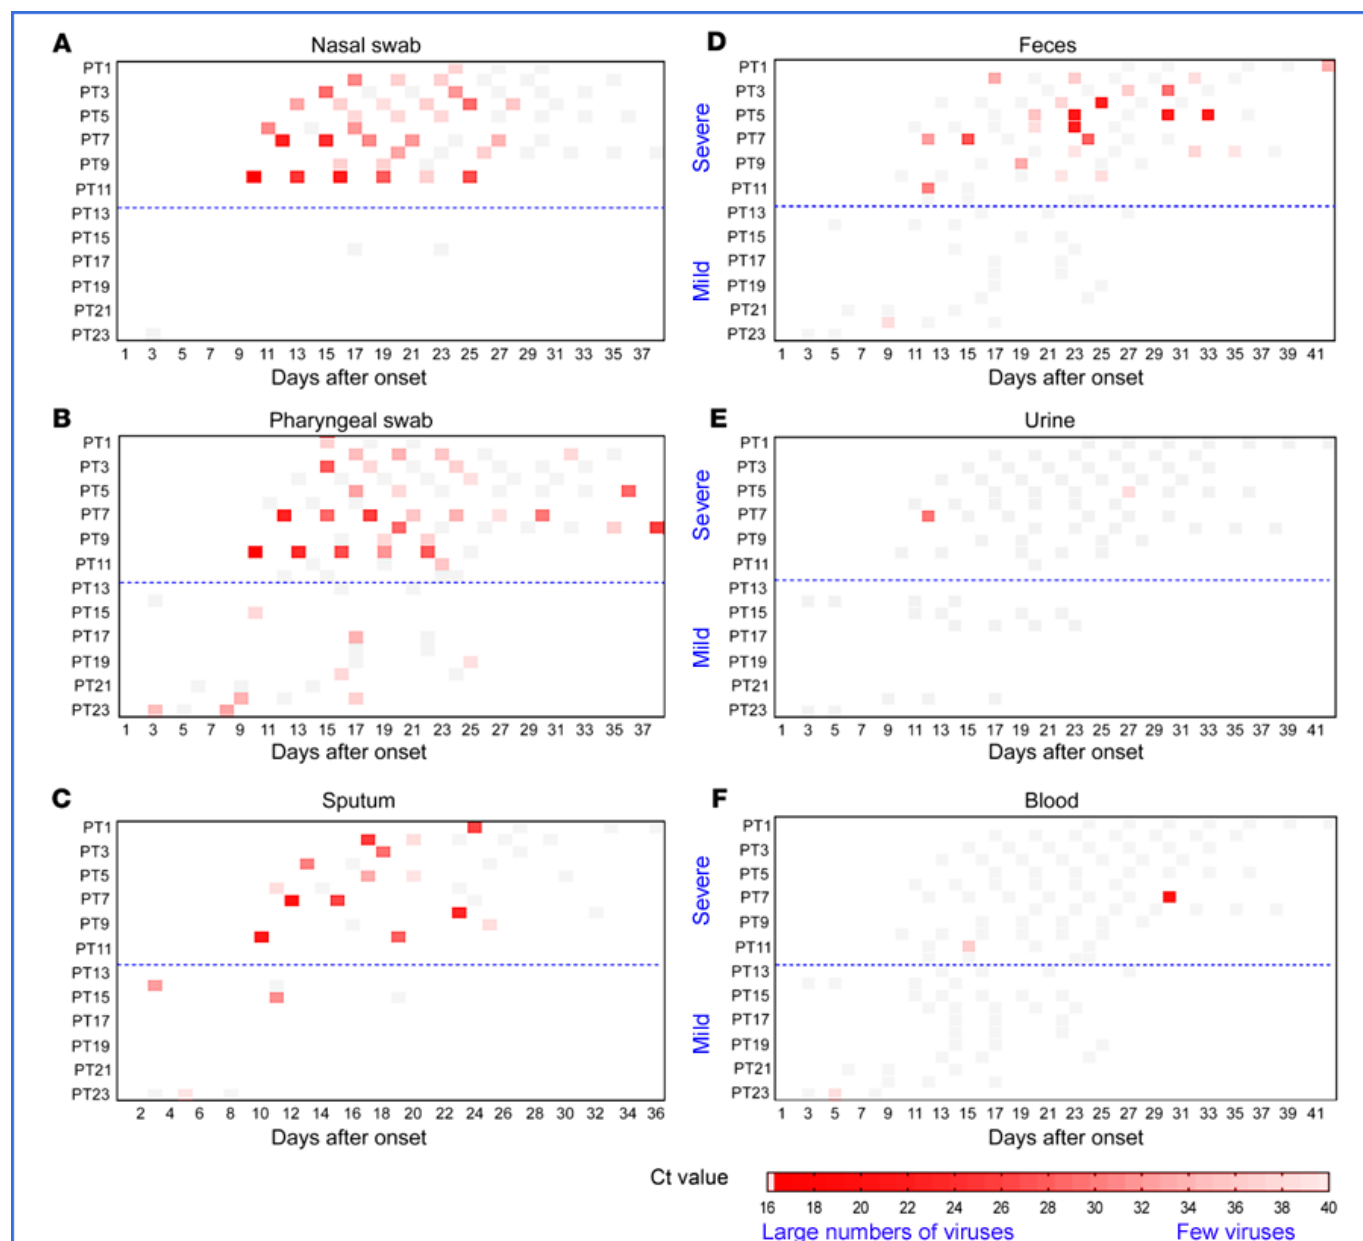 A
Nasal swab
PT1
PT3
PT5
PT7
PT9
PT11
PT13
PT15
PT17
PT19
PT21
PT23
1 3 5 7 9 11 13 15 17 19 21 23 25 27 29 31 33 35 37
Days after onset
D
Feces
Severe
Mild
PT1
PT3
PT5
PT7
PT9
PT11
PT13
PT15
PT17
PT19
PT21
PT23
1 3 5 7 9 11 13 15 17 19 21 23 25 27 29 31 33 35 37 39 41
Days after onset
B
Pharyngeal swab
PT1
PT3
PT5
PT7
PT9
PT11
PT13
PT15
PT17
PT19
PT21
PT23
1 3 5 7 9 11 13 15 17 19 21 23 25 27 29 31 33 35 37
Days after onset
E
Urine
Severe
Mild
PT1
PT3
PT5
PT7
PT9
PT11
PT13
PT15
PT17
PT19
PT21
PT23
1 3 5 7 9 11 13 15 17 19 21 23 25 27 29 31 33 35 37 39 41
Days after onset
C
Sputum
PT1
PT3
PT5
PT7
PT9
PT11
PT13
PT15
PT17
PT19
PT21
PT23
2 4 6 8 10 12 14 16 18 20 22 24 26 28 30 32 34 36
Days after onset
F
Blood
Severe
Mild
PT1
PT3
PT5
PT7
PT9
PT11
PT13
PT15
PT17
PT19
PT21
PT23
1 3 5 7 9 11 13 15 17 19 21 23 25 27 29 31 33 35 37 39 41
Days after onset
Ct value
16 18 20 22 24 26 28 30 32 34 36 38 40
Large numbers of viruses Few viruses